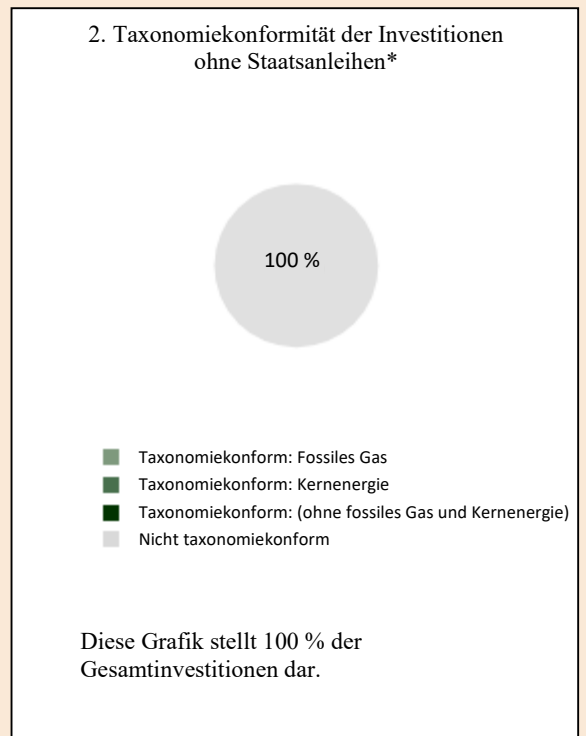 2. Taxonomiekonformität der Investitionen
ohne Staatsanleihen*
100 %
Taxonomiekonform: Fossiles Gas
Taxonomiekonform: Kernenergie
Taxonomiekonform: (ohne fossiles Gas und Kernenergie)
Nicht taxonomiekonform
Diese Grafik stellt 100 % der
Gesamtinvestitionen dar.